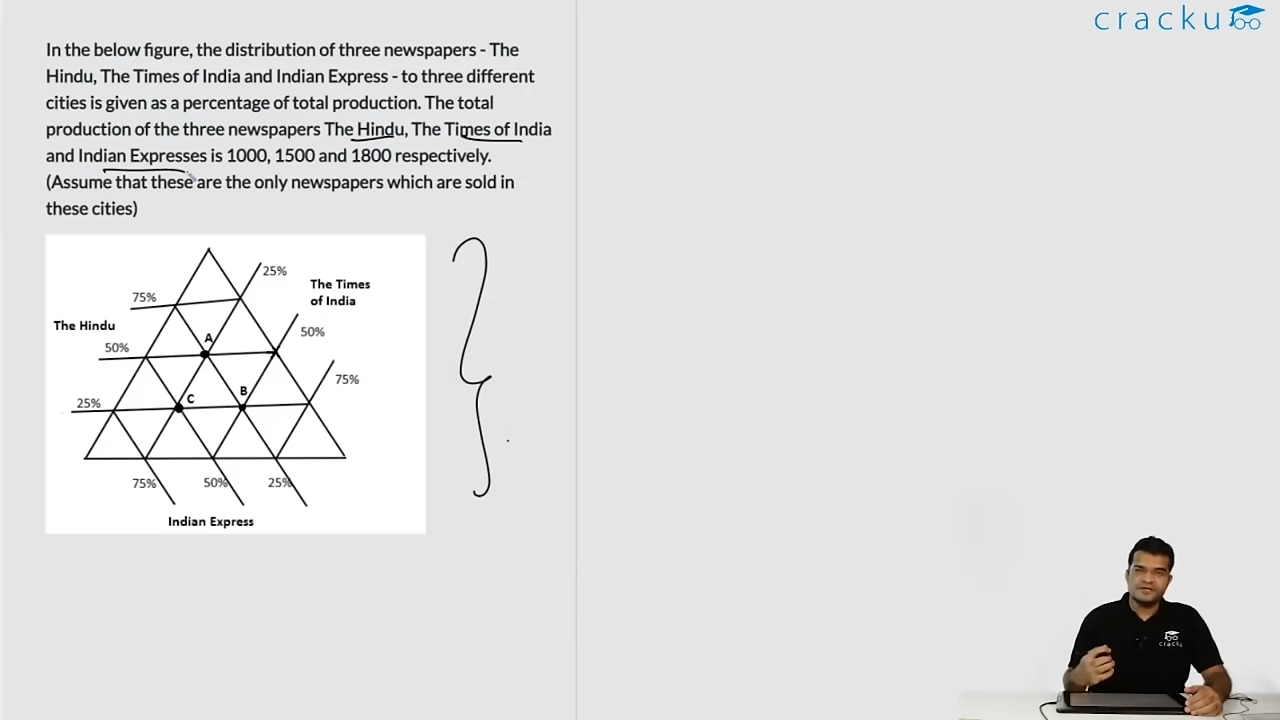 cracku
In the below figure, the distribution of three newspapers - The
Hindu, The Times of India and Indian Express - to three different
cities is given as a percentage of total production. The total
production of the three newspapers The Hindu, The Times of India
and Indian Expresses is 1000, 1500 and 1800 respectively.
(Assume that these are the only newspapers which are sold in
these cities)
25%
The Times
of India
75%
The Hindu
A
50%
50%
75%
B
C
25%
75%
50%
25%
Indian Express
cracku